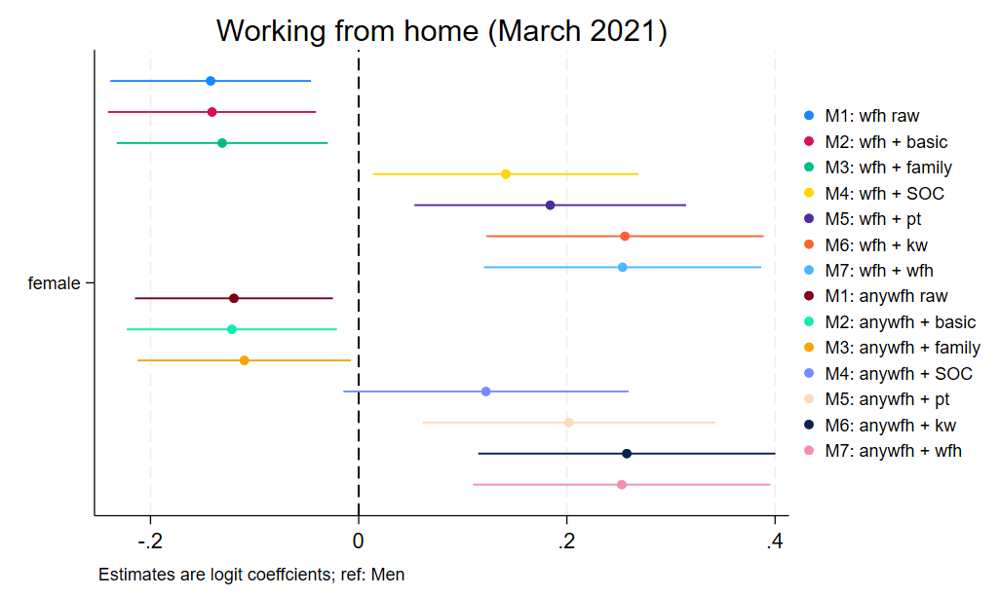 Working from home (March 2021)
M1: wfh raw
M2: wfh + basic
M3: wfh + family
M4: wfh + SOC
M5: wfh + pt
M6: wfh + kw
M7: wfh + wfh
M1: anywfh raw
M2: anywfh + basic
M3: anywfh + family
M4: anywfh + SOC
M5: anywfh + pt
M6: anywfh + kw
M7: anywfh + wfh
female
-.2 0 .2 .4
Estimates are logit coeffcients; ref: Men